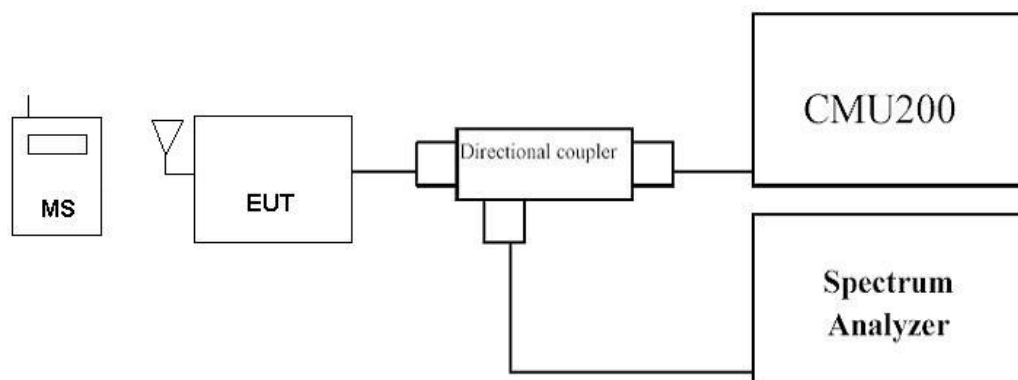 MS
EUT
Directional coupler
CMU200
Spectrum
Analyzer